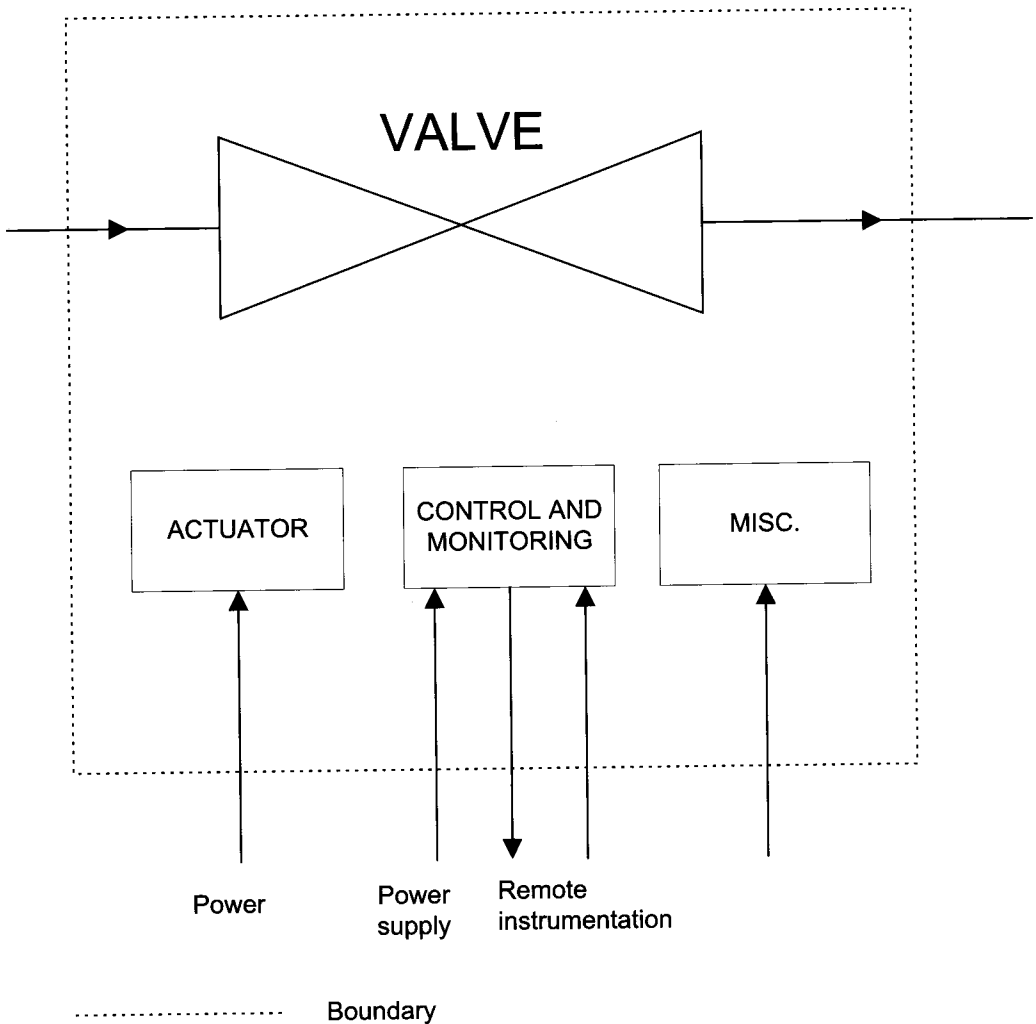 VALVE
ACTUATOR
CONTROL AND
MONITORING
MISC.
Power
Power
supply
Remote
instrumentation
Boundary